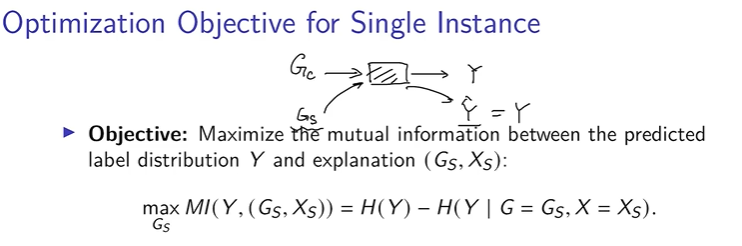 Optimization Objective for Single Instance
G_c → → Y
G_s Ŷ = Y
▶ Objective: Maximize the mutual information between the predicted
label distribution Y and explanation (G_S, X_S):
max_{G_S} MI(Y, (G_S, X_S)) = H(Y) − H(Y | G = G_S, X = X_S).